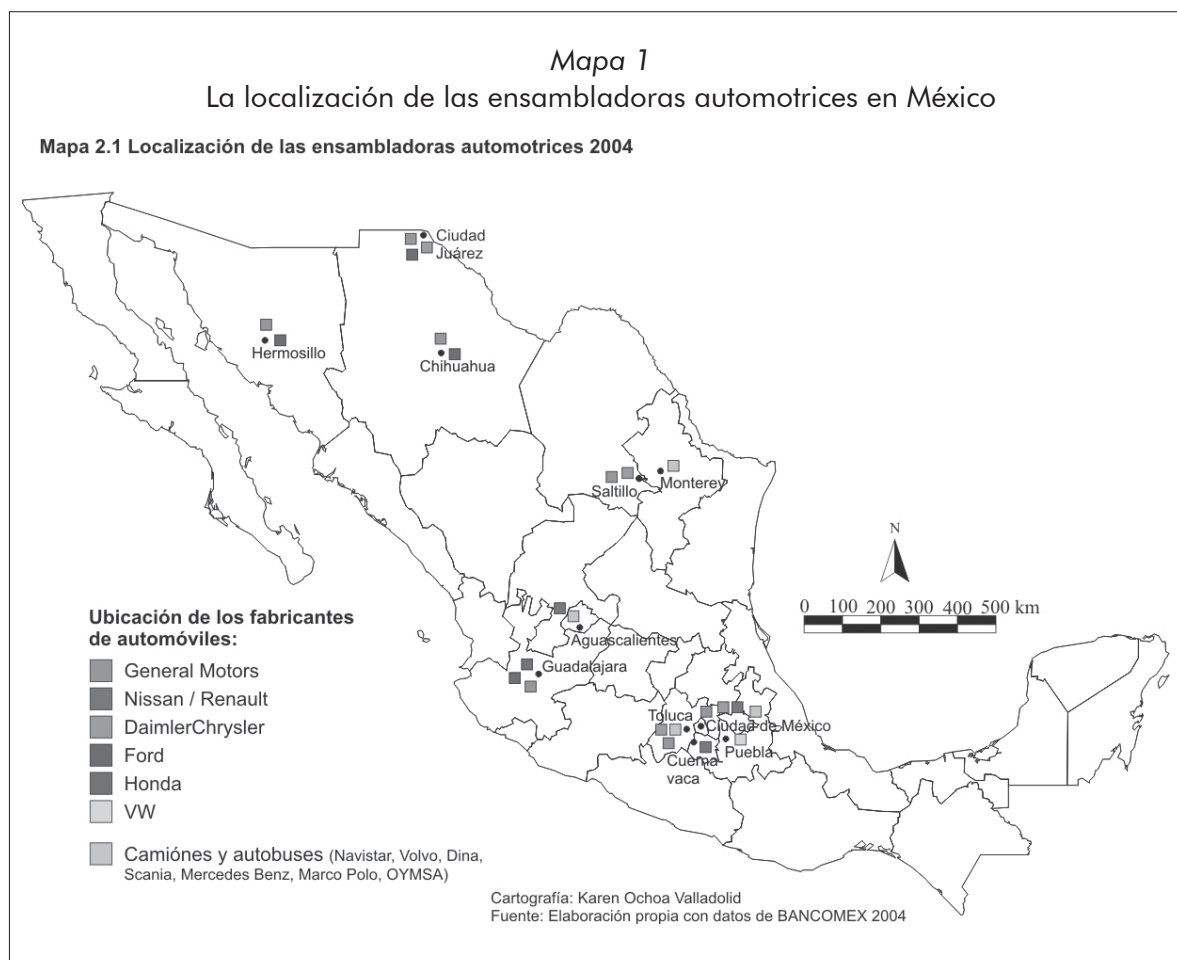 Mapa 1
La localización de las ensambladoras automotrices en México
Mapa 2.1 Localización de las ensambladoras automotrices 2004
Ciudad
Juárez
Hermosillo
Chihuahua
Saltillo
Monterey
N
0 100 200 300 400 500 km
Aguascalientes
Guadalajara
Toluca
Ciudad de México
Puebla
Cuerna-
vaca
Ubicación de los fabricantes
de automóviles:
General Motors
Nissan / Renault
DaimlerChrysler
Ford
Honda
VW
Camiónes y autobuses (Navistar, Volvo, Dina,
Scania, Mercedes Benz, Marco Polo, OYMSA)
Cartografía: Karen Ochoa Valladolid
Fuente: Elaboración propia con datos de BANCOMEX 2004